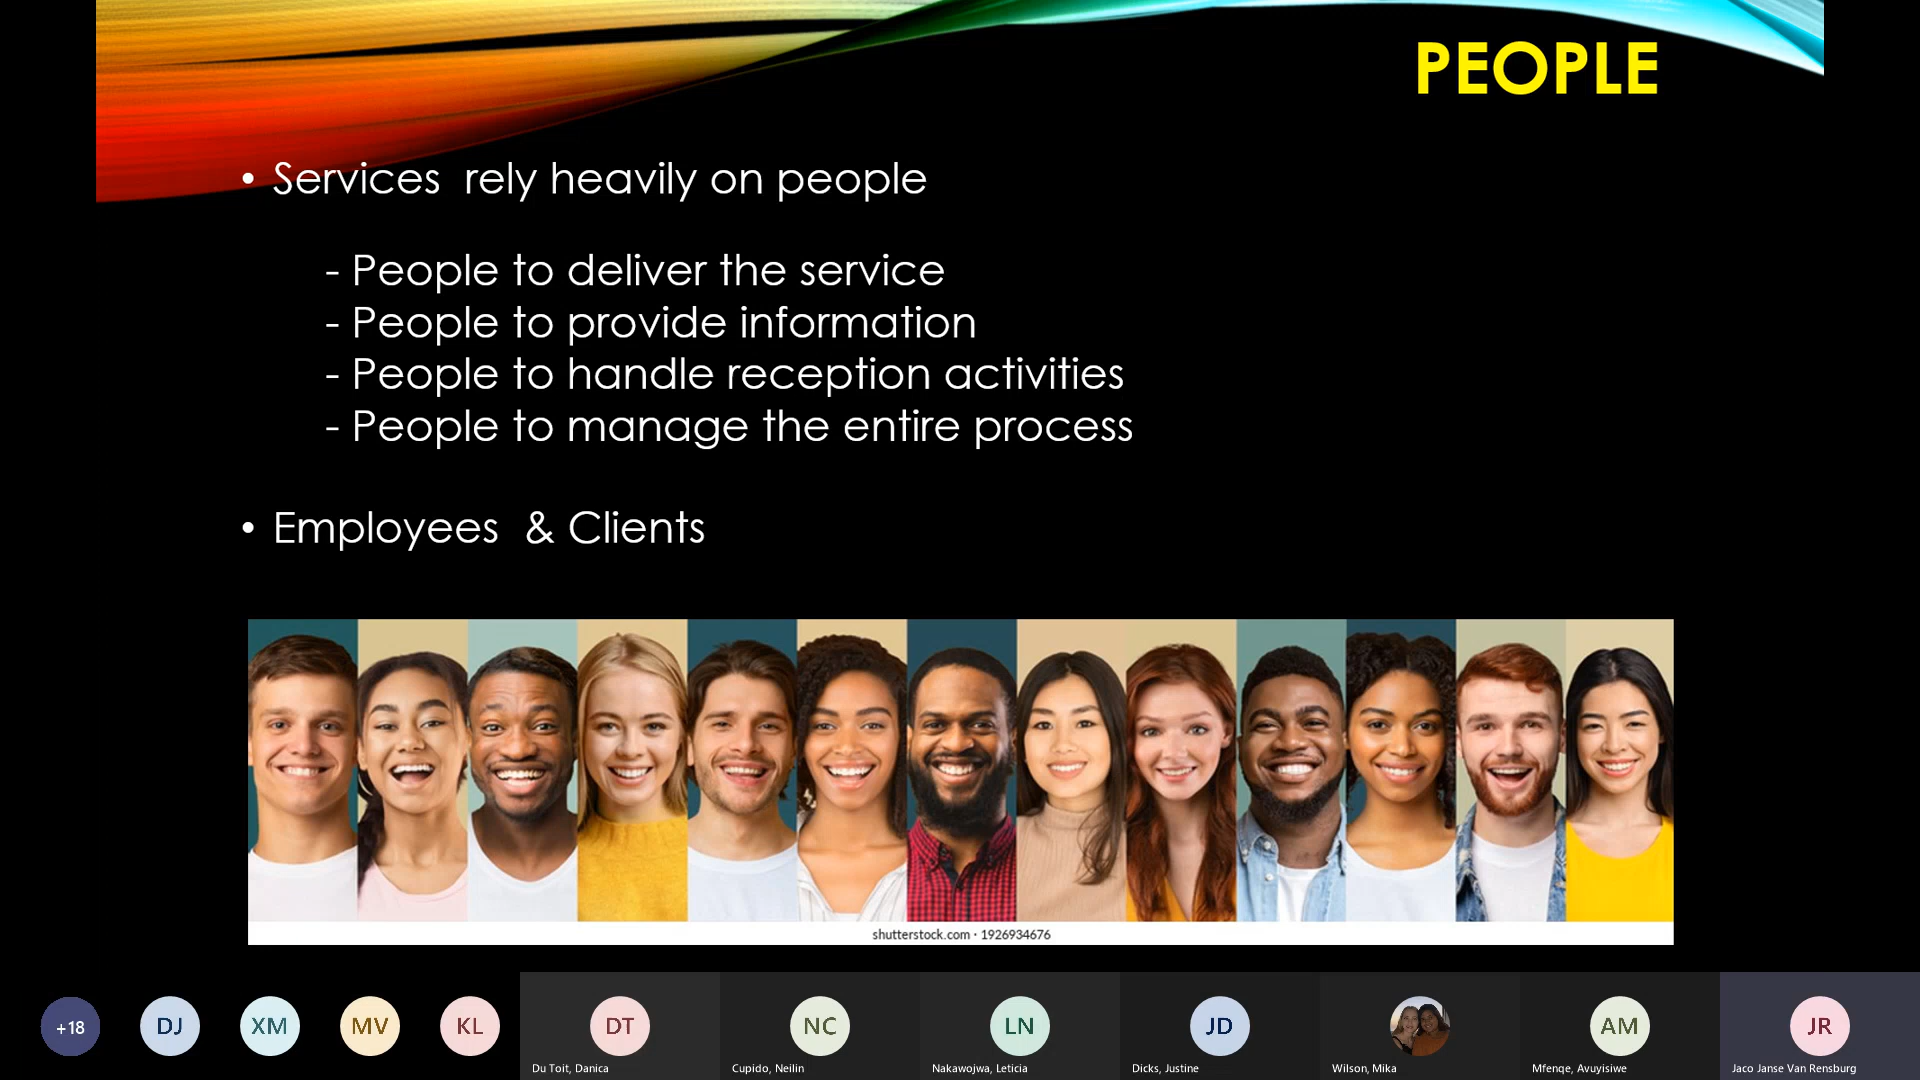 PEOPLE
• Services  rely heavily on people
- People to deliver the service
- People to provide information
- People to handle reception activities
- People to manage the entire process
• Employees  & Clients
shutterstock.com · 1926934676
+18
DJ
XM
MV
KL
DT
NC
LN
JD
AM
JR
Du Toit, Danica
Cupido, Neilin
Nakawojwa, Leticia
Dicks, Justine
Wilson, Mika
Mfenqe, Avuyisiwe
Jaco Janse Van Rensburg